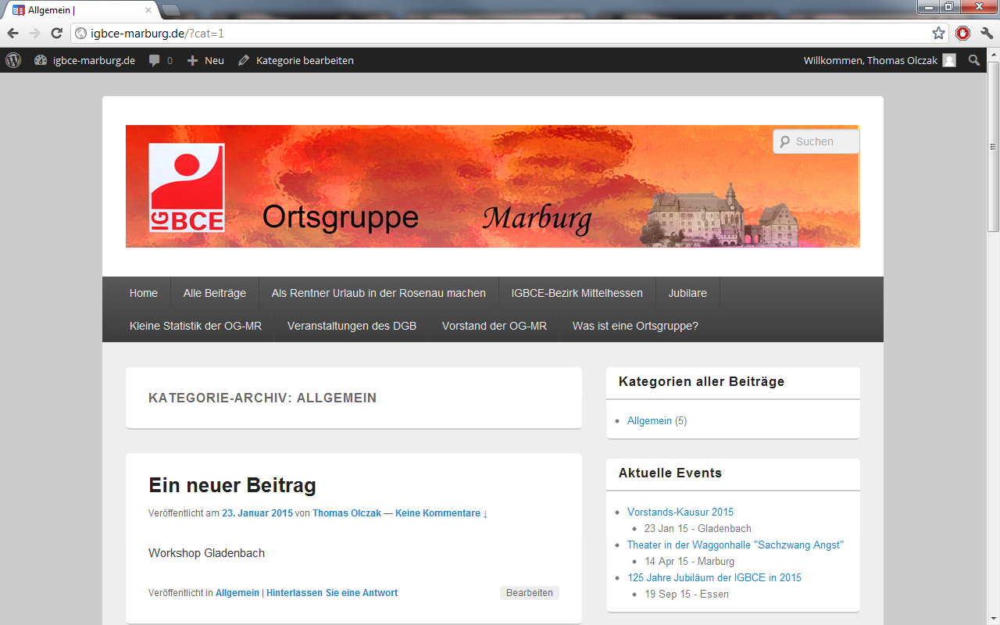 Allgemein |
igbce-marburg.de/?cat=1
igbce-marburg.de 0 Neu Kategorie bearbeiten Willkommen, Thomas Olczak
Suchen
IGBCE
Ortsgruppe Marburg
Home Alle Beiträge Als Rentner Urlaub in der Rosenau machen IGBCE-Bezirk Mittelhessen Jubilare
Kleine Statistik der OG-MR Veranstaltungen des DGB Vorstand der OG-MR Was ist eine Ortsgruppe?
KATEGORIE-ARCHIV: ALLGEMEIN
Ein neuer Beitrag
Veröffentlicht am 23. Januar 2015 von Thomas Olczak — Keine Kommentare ↓
Workshop Gladenbach
Veröffentlicht in Allgemein | Hinterlassen Sie eine Antwort Bearbeiten
Kategorien aller Beiträge
Allgemein (5)
Aktuelle Events
Vorstands-Kausur 2015
23 Jan 15 - Gladenbach
Theater in der Waggonhalle "Sachzwang Angst"
14 Apr 15 - Marburg
125 Jahre Jubiläum der IGBCE in 2015
19 Sep 15 - Essen